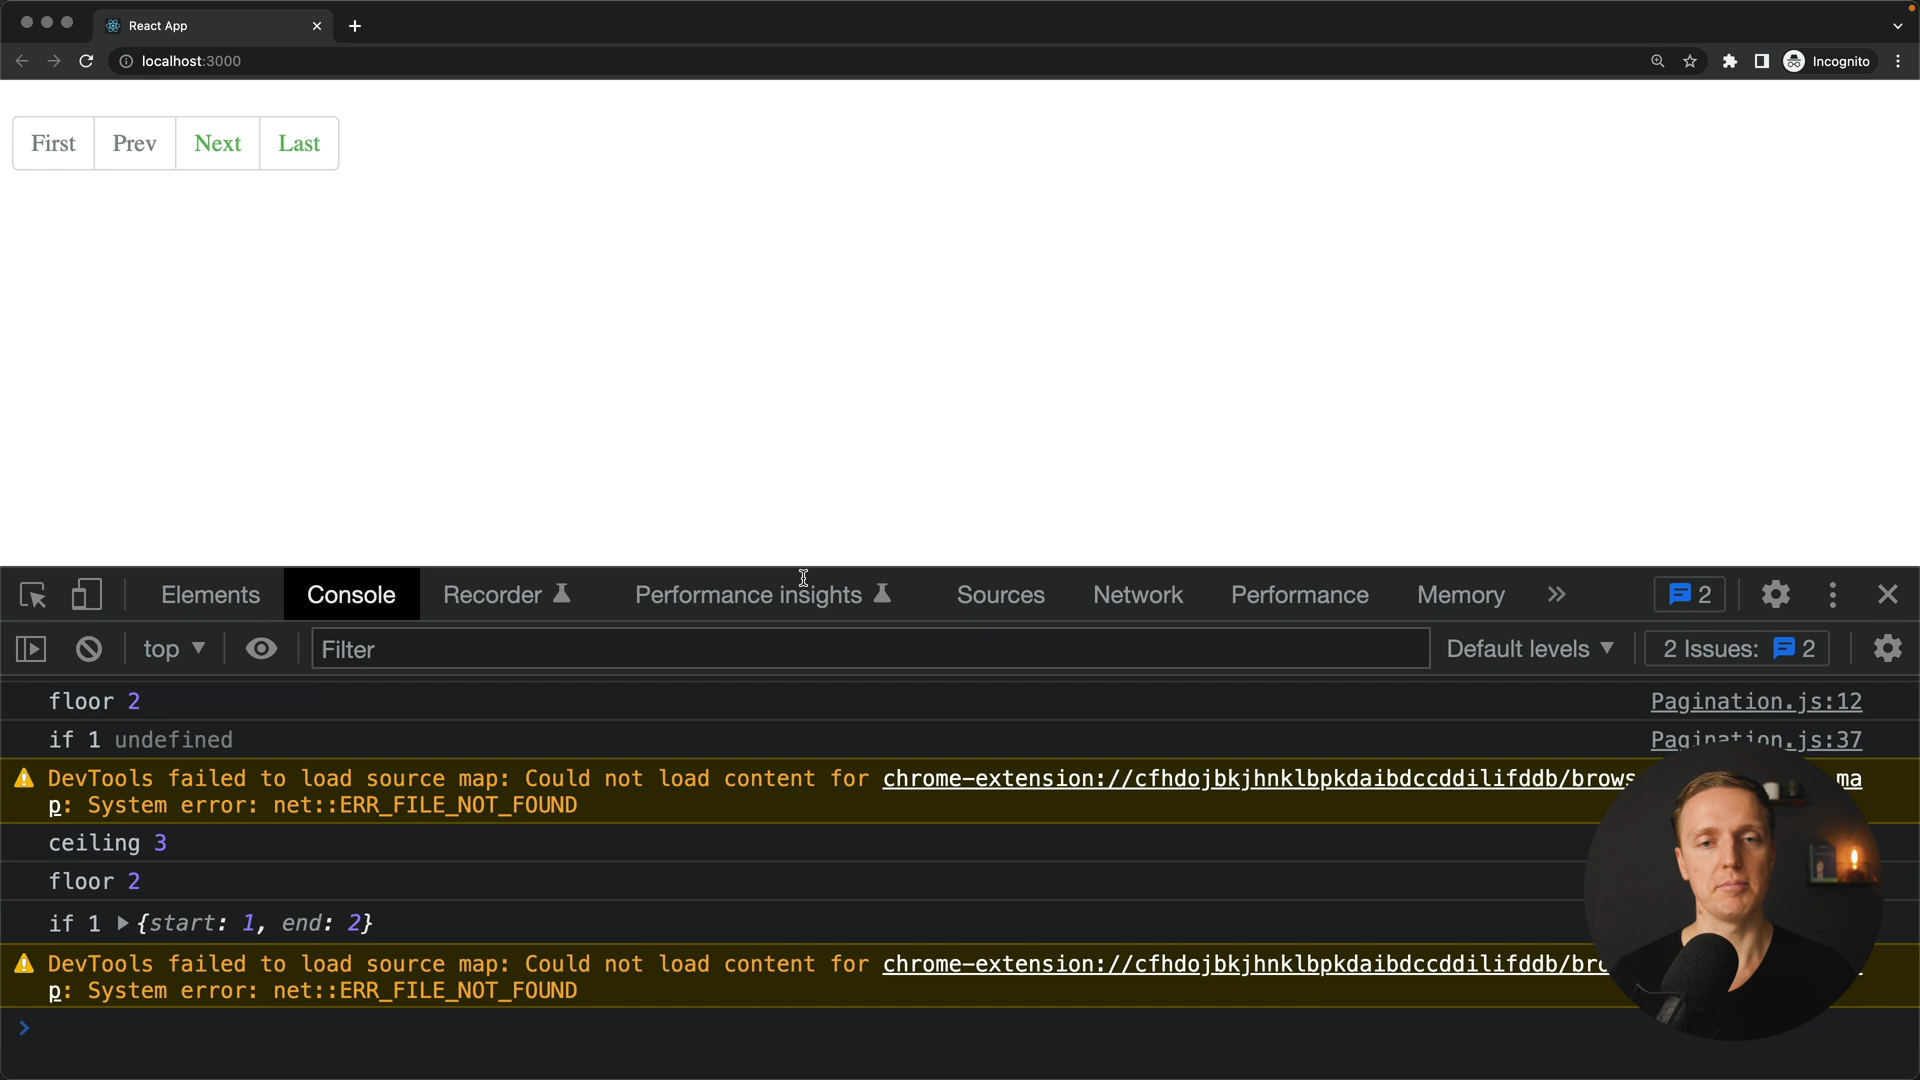 React App
localhost:3000
Incognito
First Prev Next Last
Elements Console Recorder Performance insights Sources Network Performance Memory 2
top Filter Default levels 2 Issues: 2
floor 2 Pagination.js:12
if 1 undefined Pagination.js:37
DevTools failed to load source map: Could not load content for chrome-extension://cfhdojbkjhnklbpkdaibdccddilifddb/brows ma
p: System error: net::ERR_FILE_NOT_FOUND
ceiling 3
floor 2
if 1 {start: 1, end: 2}
DevTools failed to load source map: Could not load content for chrome-extension://cfhdojbkjhnklbpkdaibdccddilifddb/bro
p: System error: net::ERR_FILE_NOT_FOUND